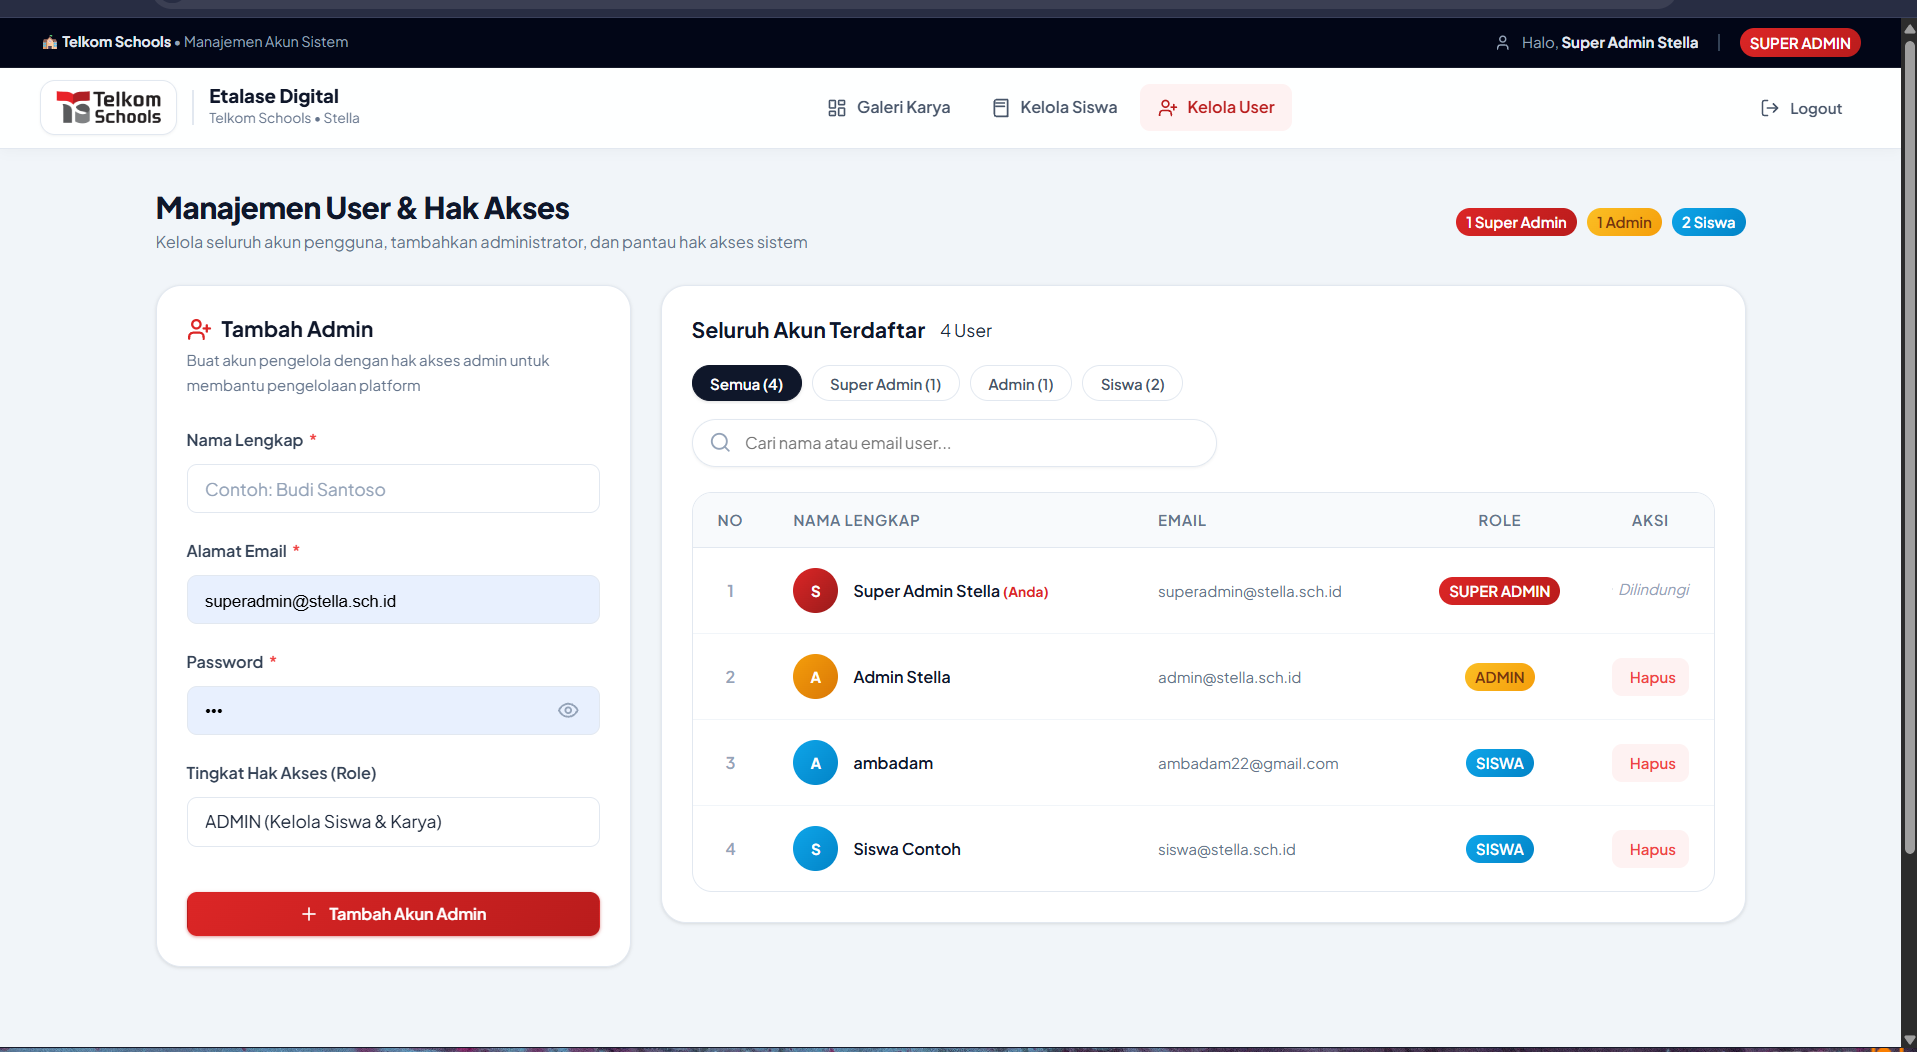 Telkom Schools • Manajemen Akun Sistem
Halo, Super Admin Stella
SUPER ADMIN
Telkom Schools
Etalase Digital
Telkom Schools • Stella
Galeri Karya
Kelola Siswa
Kelola User
Logout
Manajemen User & Hak Akses
Kelola seluruh akun pengguna, tambahkan administrator, dan pantau hak akses sistem
1 Super Admin
1 Admin
2 Siswa
Tambah Admin
Buat akun pengelola dengan hak akses admin untuk
membantu pengelolaan platform
Nama Lengkap *
Contoh: Budi Santoso
Alamat Email *
superadmin@stella.sch.id
Password *
•••
Tingkat Hak Akses (Role)
ADMIN (Kelola Siswa & Karya)
+ Tambah Akun Admin
Seluruh Akun Terdaftar 4 User
Semua (4) Super Admin (1) Admin (1) Siswa (2)
Cari nama atau email user...
NO NAMA LENGKAP EMAIL ROLE AKSI
1 S Super Admin Stella (Anda) superadmin@stella.sch.id SUPER ADMIN Dilindungi
2 A Admin Stella admin@stella.sch.id ADMIN Hapus
3 A ambadam ambadam22@gmail.com SISWA Hapus
4 S Siswa Contoh siswa@stella.sch.id SISWA Hapus